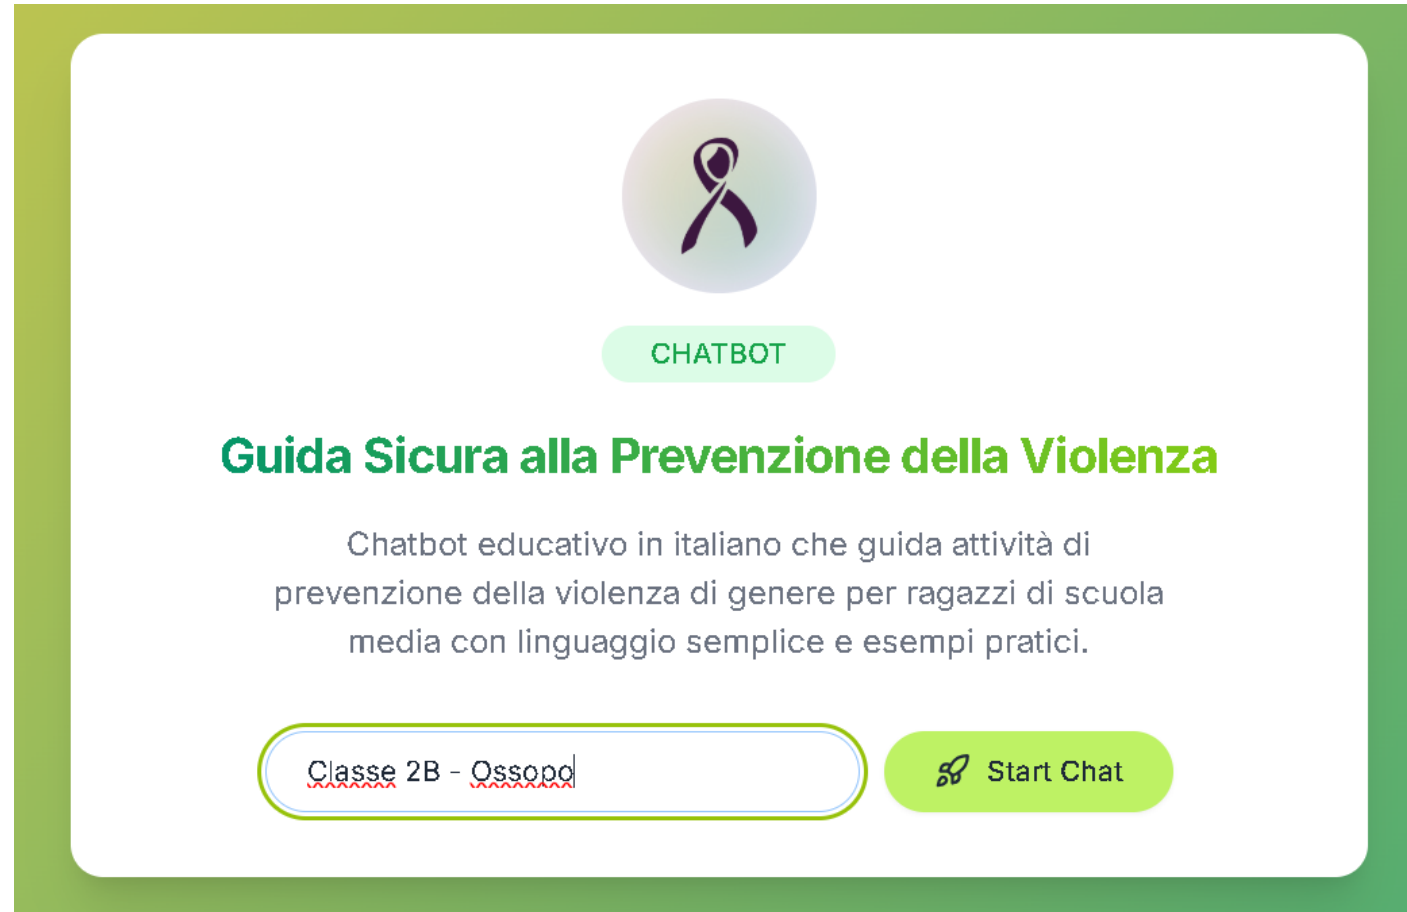 CHATBOT
Guida Sicura alla Prevenzione della Violenza
Chatbot educativo in italiano che guida attività di
prevenzione della violenza di genere per ragazzi di scuola
media con linguaggio semplice e esempi pratici.
Classe 2B - Ossopo
Start Chat